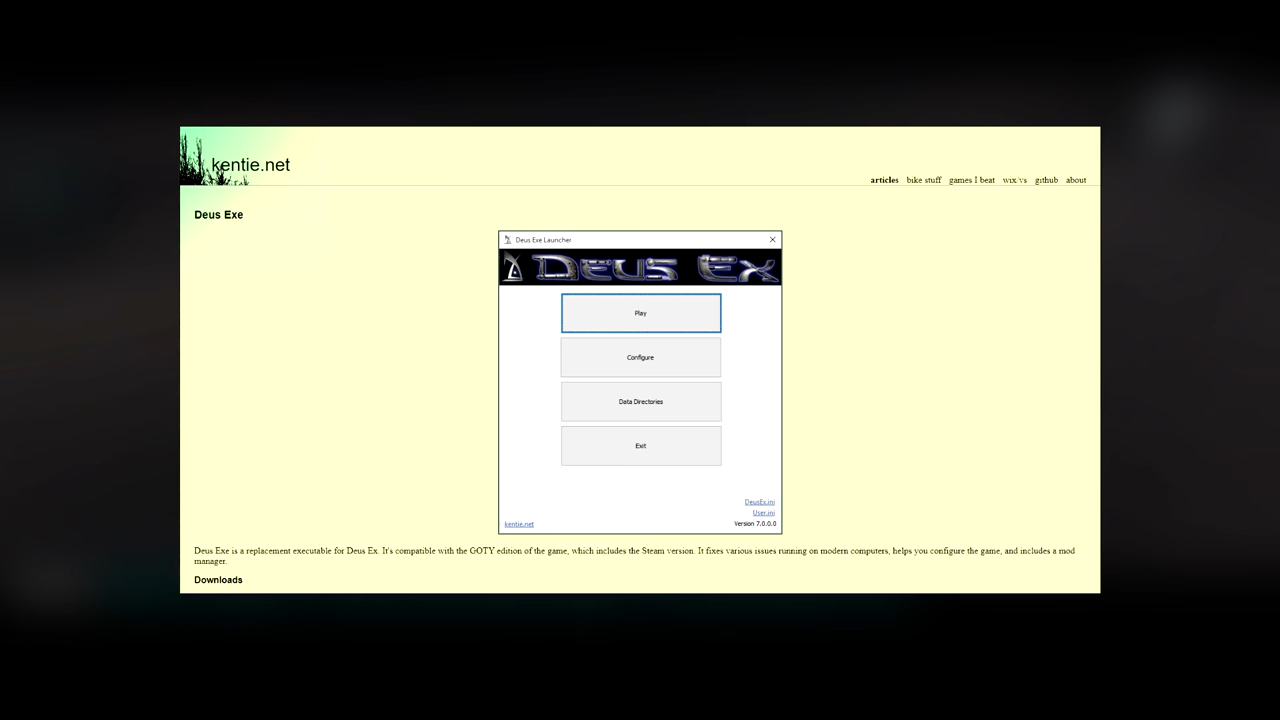 kentie.net
articles bike stuff games I beat wix/vs github about
Deus Exe
Deus Exe Launcher
DEUS EX
Play
Configure
Data Directories
Exit
DeusEx.ini
User.ini
kentie.net Version 7.0.0.0
Deus Exe is a replacement executable for Deus Ex. It's compatible with the GOTY edition of the game, which includes the Steam version. It fixes various issues running on modern computers, helps you configure the game, and includes a mod
manager.
Downloads